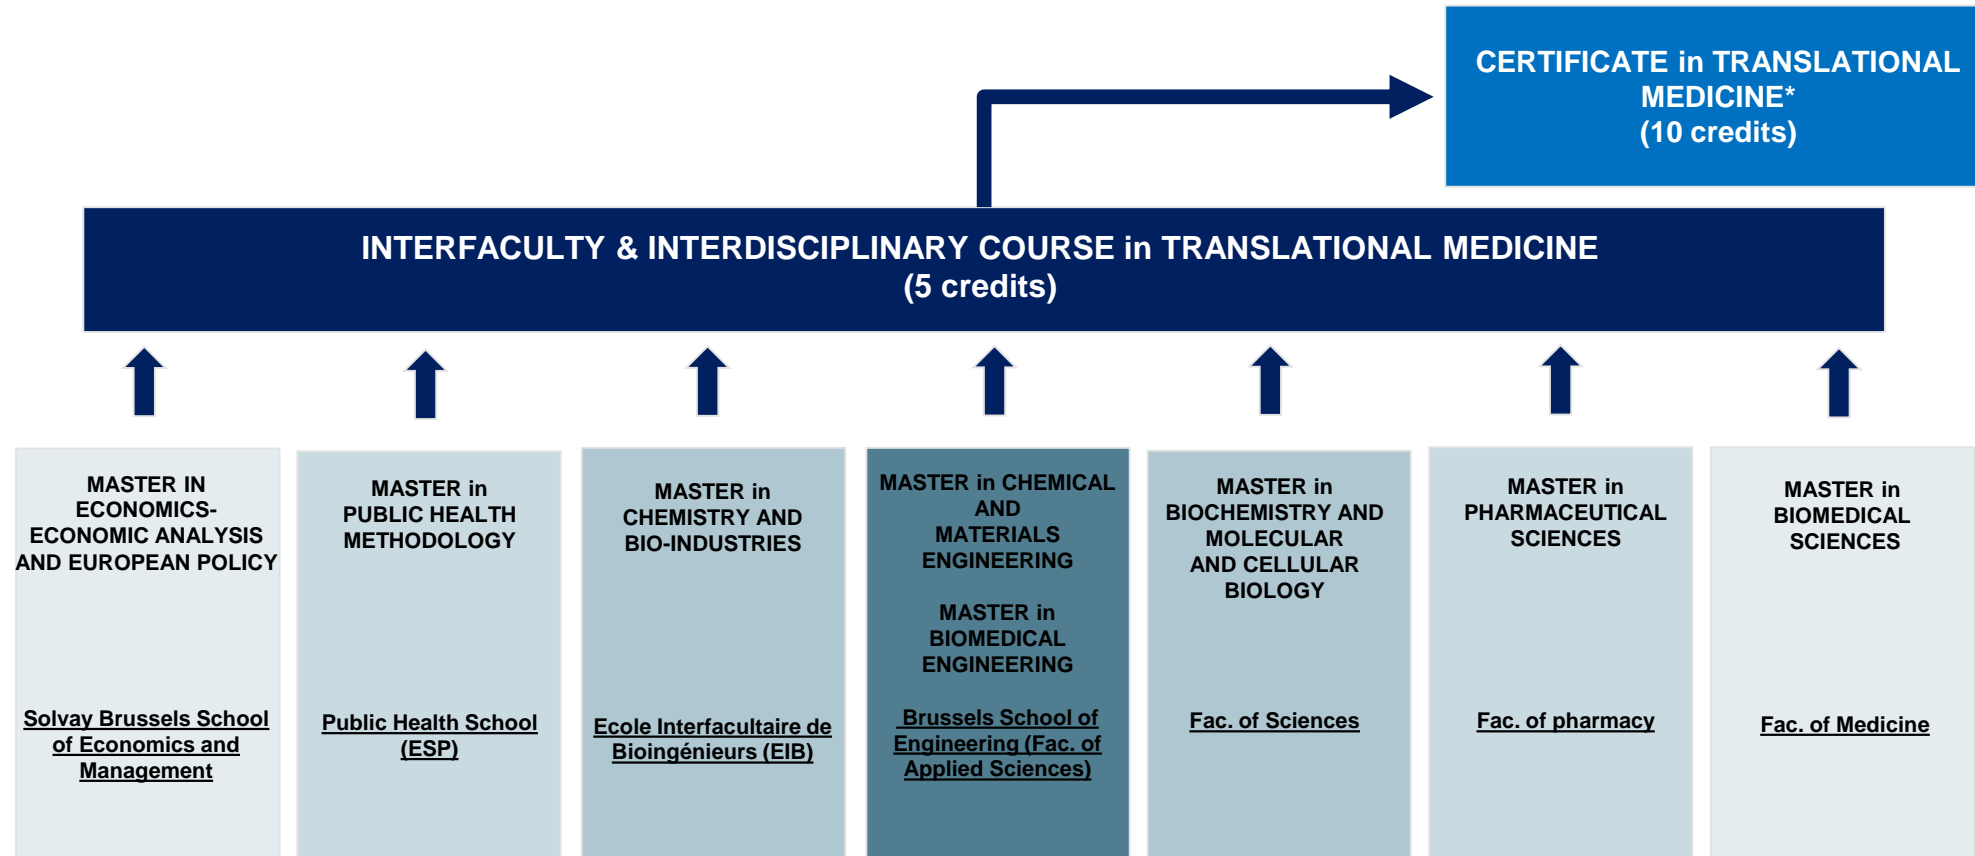 CERTIFICATE in TRANSLATIONAL
MEDICINE*
(10 credits)
INTERFACULTY & INTERDISCIPLINARY COURSE in TRANSLATIONAL MEDICINE
(5 credits)
MASTER IN
ECONOMICS-
ECONOMIC ANALYSIS
AND EUROPEAN POLICY
Solvay Brussels School
of Economics and
Management
MASTER in
PUBLIC HEALTH
METHODOLOGY
Public Health School
(ESP)
MASTER in
CHEMISTRY AND
BIO-INDUSTRIES
Ecole Interfacultaire de
Bioingénieurs (EIB)
MASTER in CHEMICAL
AND
MATERIALS
ENGINEERING
MASTER in
BIOMEDICAL
ENGINEERING
Brussels School of
Engineering (Fac. of
Applied Sciences)
MASTER in
BIOCHEMISTRY AND
MOLECULAR
AND CELLULAR
BIOLOGY
Fac. of Sciences
MASTER in
PHARMACEUTICAL
SCIENCES
Fac. of pharmacy
MASTER in
BIOMEDICAL
SCIENCES
Fac. of Medicine